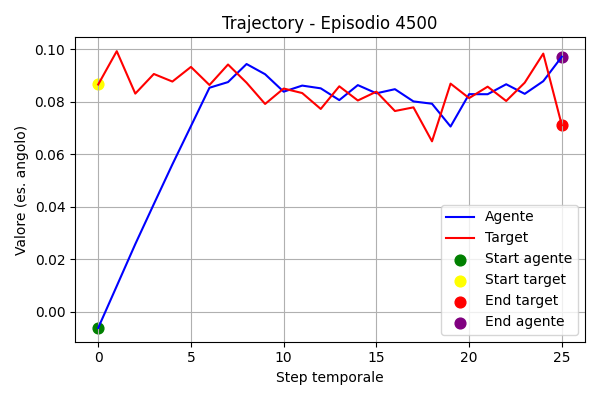 Trajectory - Episodio 4500
Valore (es. angolo)
0.10
0.08
0.06
0.04
0.02
0.00
0
5
10
15
20
25
Step temporale
Agente
Target
Start agente
Start target
End target
End agente